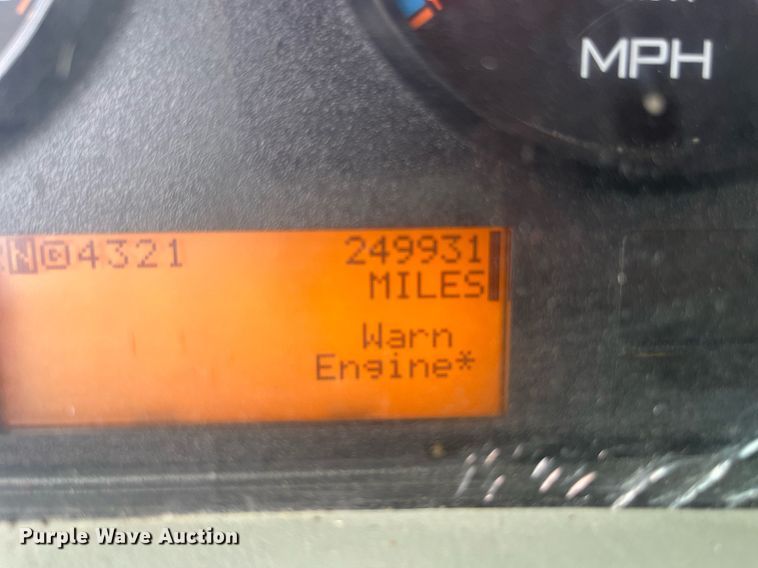 MPH
N D 4321 249931
MILES
Warn
Engine*
Purple Wave Auction